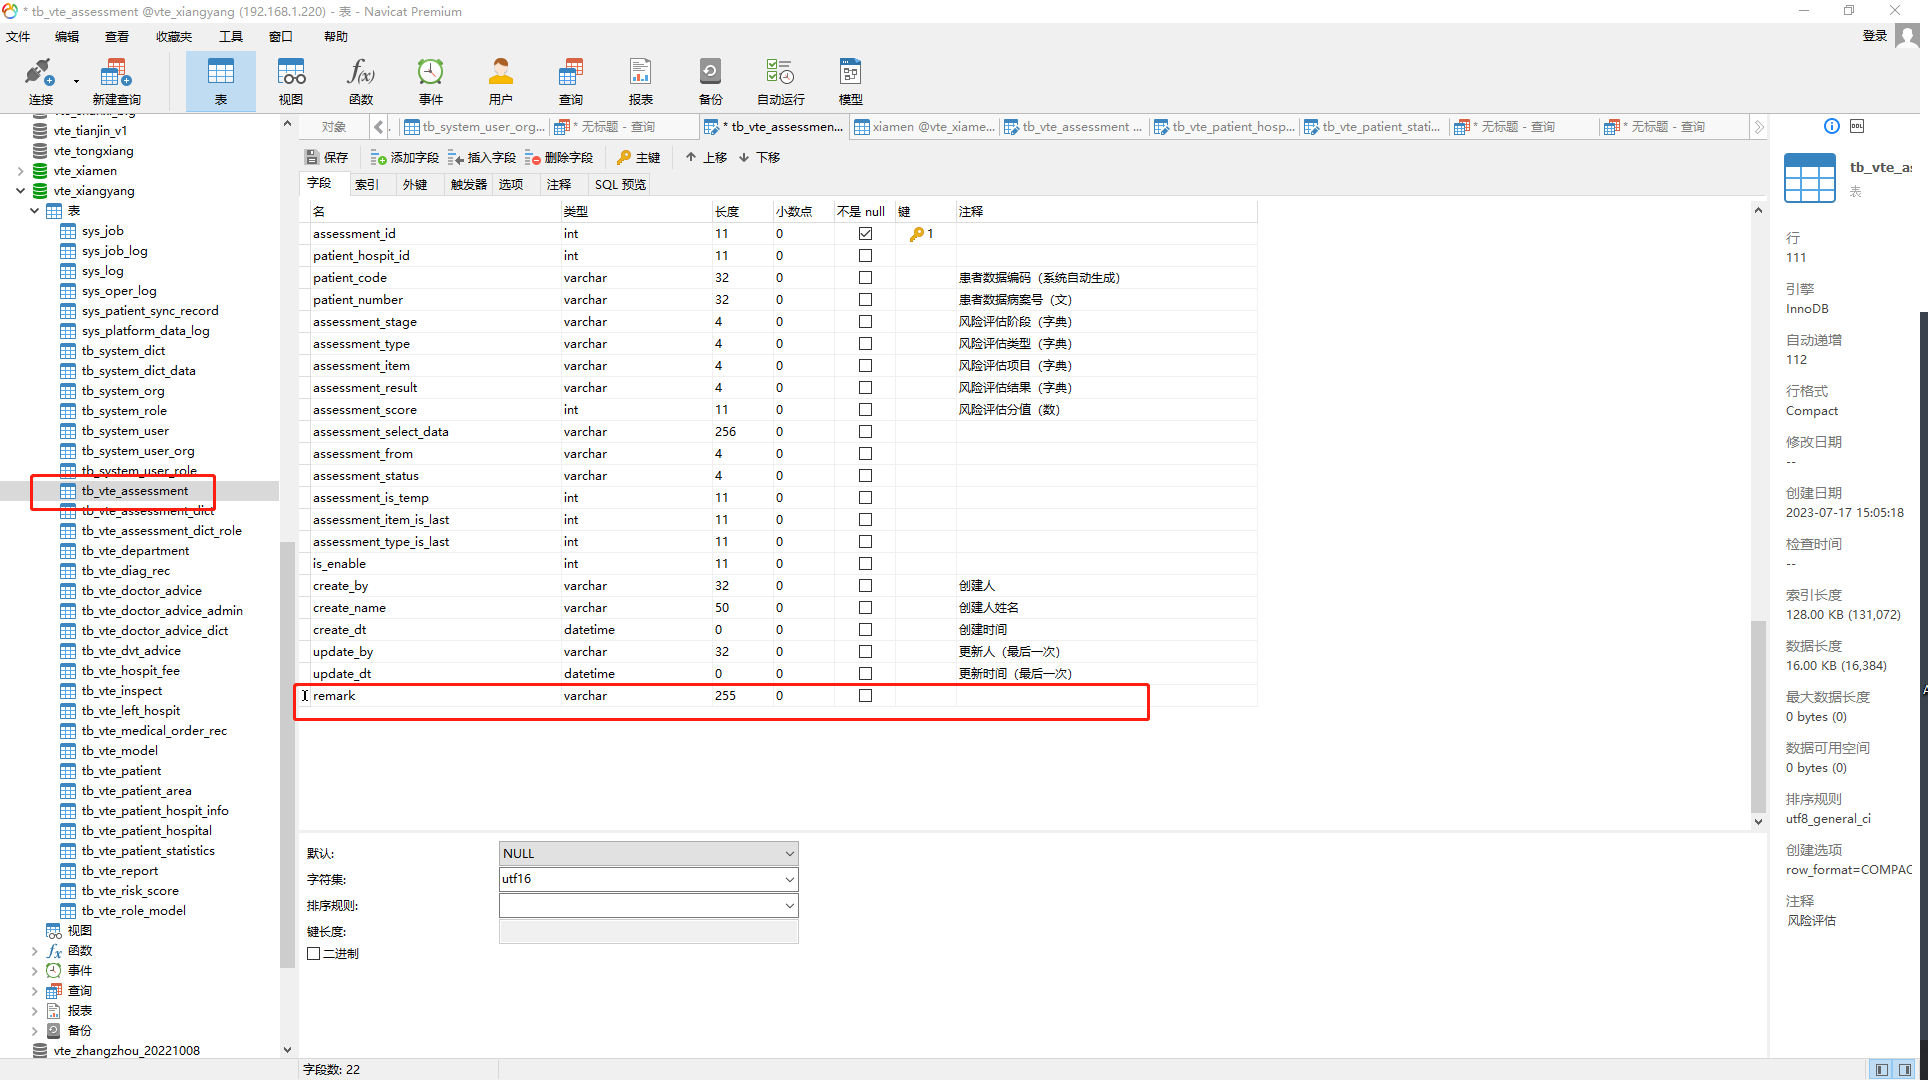 * tb_vte_assessment @vte_xiangyang (192.168.1.220) - 表 - Navicat Premium
文件 编辑 查看 收藏夹 工具 窗口 帮助 登录
连接 新建查询 表 视图 函数 事件 用户 查询 报表 备份 自动运行 模型
对象 tb_system_user_org... * 无标题 - 查询 * tb_vte_assessmen... xiamen @vte_xiame... tb_vte_assessment ... tb_vte_patient_hosp... tb_vte_patient_stati... * 无标题 - 查询 * 无标题 - 查询
保存 添加字段 插入字段 删除字段 主键 上移 下移
字段 索引 外键 触发器 选项 注释 SQL 预览
vte_tianjin_v1
vte_tongxiang
vte_xiamen
vte_xiangyang
表
sys_job
sys_job_log
sys_log
sys_oper_log
sys_patient_sync_record
sys_platform_data_log
tb_system_dict
tb_system_dict_data
tb_system_org
tb_system_role
tb_system_user
tb_system_user_org
tb_system_user_role
tb_vte_assessment
tb_vte_assessment_dict
tb_vte_assessment_dict_role
tb_vte_department
tb_vte_diag_rec
tb_vte_doctor_advice
tb_vte_doctor_advice_admin
tb_vte_doctor_advice_dict
tb_vte_dvt_advice
tb_vte_hospit_fee
tb_vte_inspect
tb_vte_left_hospit
tb_vte_medical_order_rec
tb_vte_model
tb_vte_patient
tb_vte_patient_area
tb_vte_patient_hospit_info
tb_vte_patient_hospital
tb_vte_patient_statistics
tb_vte_report
tb_vte_risk_score
tb_vte_role_model
视图
函数
事件
查询
报表
备份
vte_zhangzhou_20221008
名 类型 长度 小数点 不是 null 键 注释
assessment_id int 11 0 1
patient_hospit_id int 11 0
patient_code varchar 32 0 患者数据编码（系统自动生成）
patient_number varchar 32 0 患者数据病案号（文）
assessment_stage varchar 4 0 风险评估阶段（字典）
assessment_type varchar 4 0 风险评估类型（字典）
assessment_item varchar 4 0 风险评估项目（字典）
assessment_result varchar 4 0 风险评估结果（字典）
assessment_score int 11 0 风险评估分值（数）
assessment_select_data varchar 256 0
assessment_from varchar 4 0
assessment_status varchar 4 0
assessment_is_temp int 11 0
assessment_item_is_last int 11 0
assessment_type_is_last int 11 0
is_enable int 11 0
create_by varchar 32 0 创建人
create_name varchar 50 0 创建人姓名
create_dt datetime 0 0 创建时间
update_by varchar 32 0 更新人（最后一次）
update_dt datetime 0 0 更新时间（最后一次）
remark varchar 255 0
默认: NULL
字符集: utf16
排序规则:
键长度:
二进制
字段数: 22
DDL
tb_vte_as
表
行
111
引擎
InnoDB
自动递增
112
行格式
Compact
修改日期
--
创建日期
2023-07-17 15:05:18
检查时间
--
索引长度
128.00 KB (131,072)
数据长度
16.00 KB (16,384)
最大数据长度
0 bytes (0)
数据可用空间
0 bytes (0)
排序规则
utf8_general_ci
创建选项
row_format=COMPAC
注释
风险评估